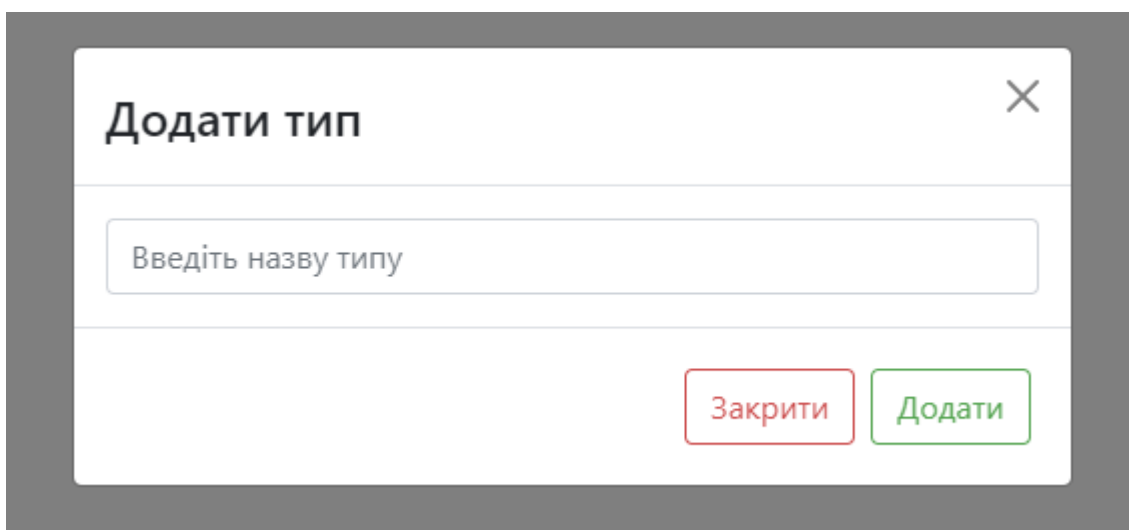 Додати тип
Введіть назву типу
Закрити Додати